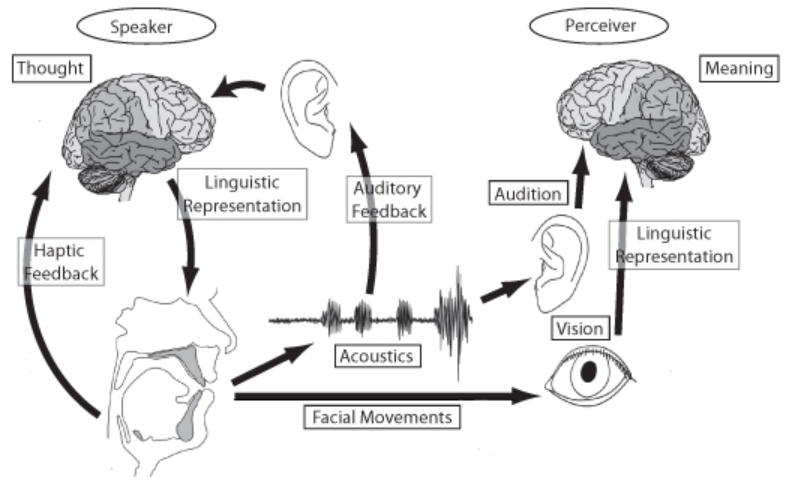 Speaker
Perceiver
Thought
Meaning
Linguistic
Representation
Auditory
Feedback
Audition
Haptic
Feedback
Linguistic
Representation
Vision
Acoustics
Facial Movements